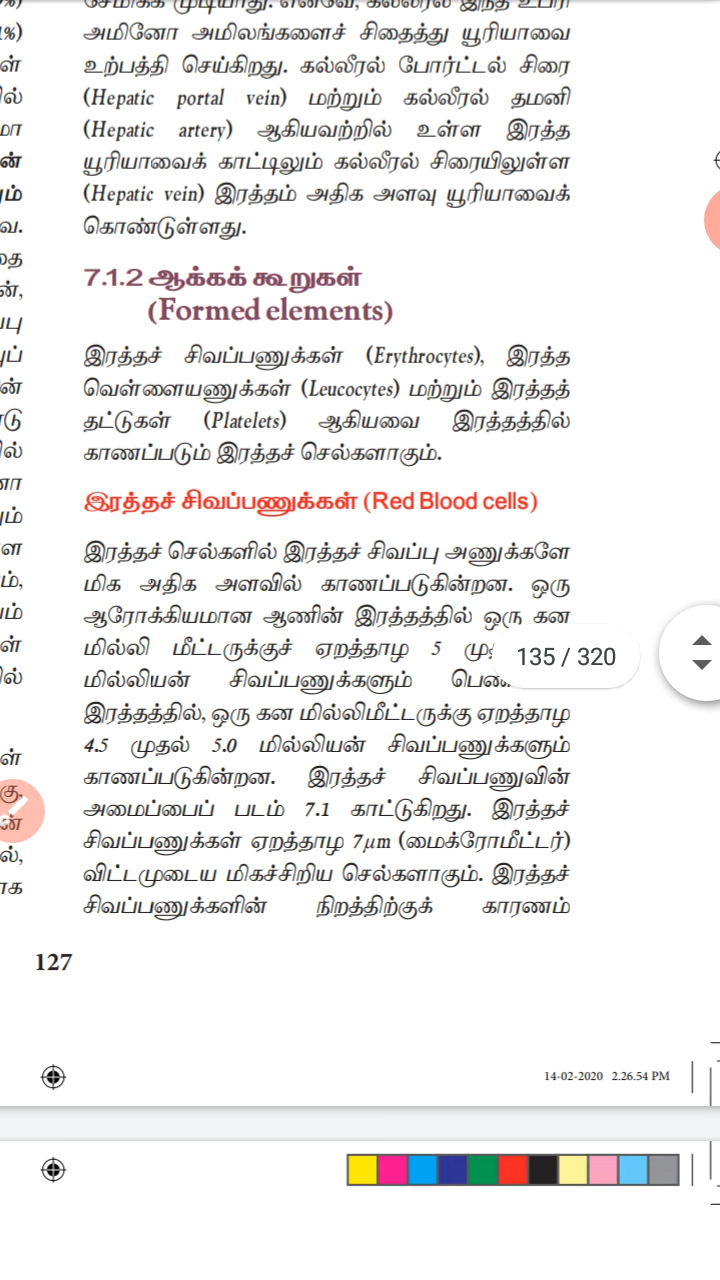 அமினோ அமிலங்களைச் சிதைத்து யூரியாவை
உற்பத்தி செய்கிறது. கல்லீரல் போர்ட்டல் சிரை
(Hepatic portal vein) மற்றும் கல்லீரல் தமனி
(Hepatic artery) ஆகியவற்றில் உள்ள இரத்த
யூரியாவைக் காட்டிலும் கல்லீரல் சிரையிலுள்ள
(Hepatic vein) இரத்தம் அதிக அளவு யூரியாவைக்
கொண்டுள்ளது.
7.1.2 ஆக்கக் கூறுகள்
(Formed elements)
இரத்தச் சிவப்பணுக்கள் (Erythrocytes), இரத்த
வெள்ளையணுக்கள் (Leucocytes) மற்றும் இரத்தத்
தட்டுகள் (Platelets) ஆகியவை இரத்தத்தில்
காணப்படும் இரத்தச் செல்களாகும்.
இரத்தச் சிவப்பணுக்கள் (Red Blood cells)
இரத்தச் செல்களில் இரத்தச் சிவப்பு அணுக்களே
மிக அதிக அளவில் காணப்படுகின்றன. ஒரு
ஆரோக்கியமான ஆணின் இரத்தத்தில் ஒரு கன
மில்லி மீட்டருக்குச் ஏறத்தாழ 5
135 / 320
மில்லியன் சிவப்பணுக்களும்
இரத்தத்தில், ஒரு கன மில்லிமீட்டருக்கு ஏறத்தாழ
4.5 முதல் 5.0 மில்லியன் சிவப்பணுக்களும்
காணப்படுகின்றன. இரத்தச் சிவப்பணுவின்
அமைப்பைப் படம் 7.1 காட்டுகிறது. இரத்தச்
சிவப்பணுக்கள் ஏறத்தாழ 7μm (மைக்ரோமீட்டர்)
விட்டமுடைய மிகச்சிறிய செல்களாகும். இரத்தச்
சிவப்பணுக்களின் நிறத்திற்குக் காரணம்
127
14-02-2020 2.26.54 PM